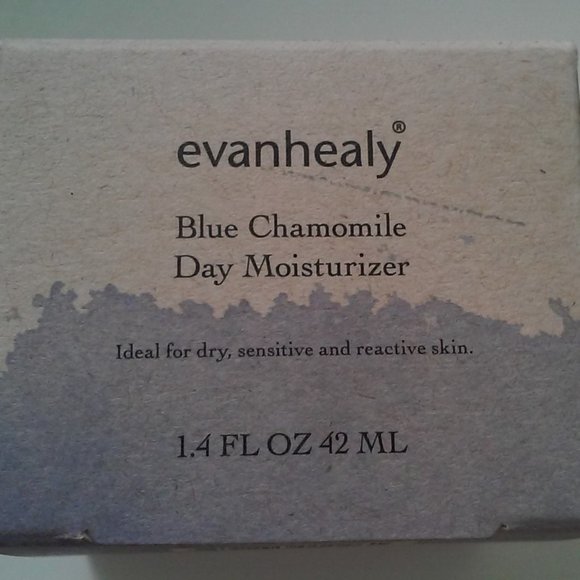 evanhealy®
Blue Chamomile
Day Moisturizer
Ideal for dry, sensitive and reactive skin.
1.4 FL OZ 42 ML